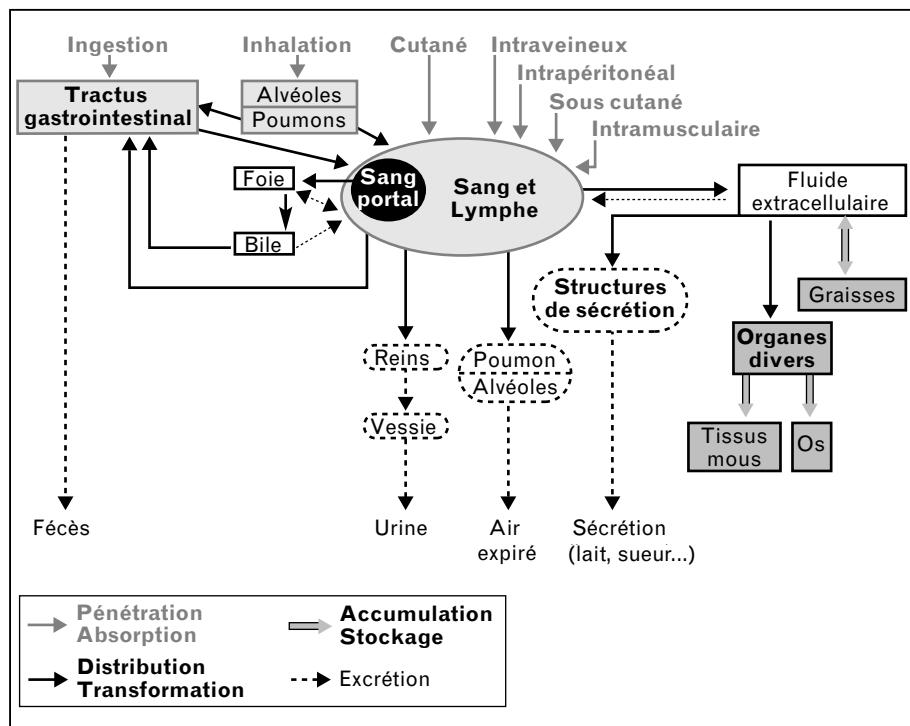 Ingestion
Inhalation
Cutané
Intraveineux
Intrapéritonéal
Sous cutané
Intramusculaire
Tractus
gastrointestinal
Alvéoles
Poumons
Foie
Bile
Sang
portal
Sang et
Lymphe
Fluide
extracellulaire
Graisses
Structures
de sécrétion
Organes
divers
Reins
Poumon
Alvéoles
Vessie
Tissus
mous
Os
Fécès
Urine
Air
expiré
Sécrétion
(lait, sueur...)
Pénétration
Absorption
Accumulation
Stockage
Distribution
Transformation
Excrétion